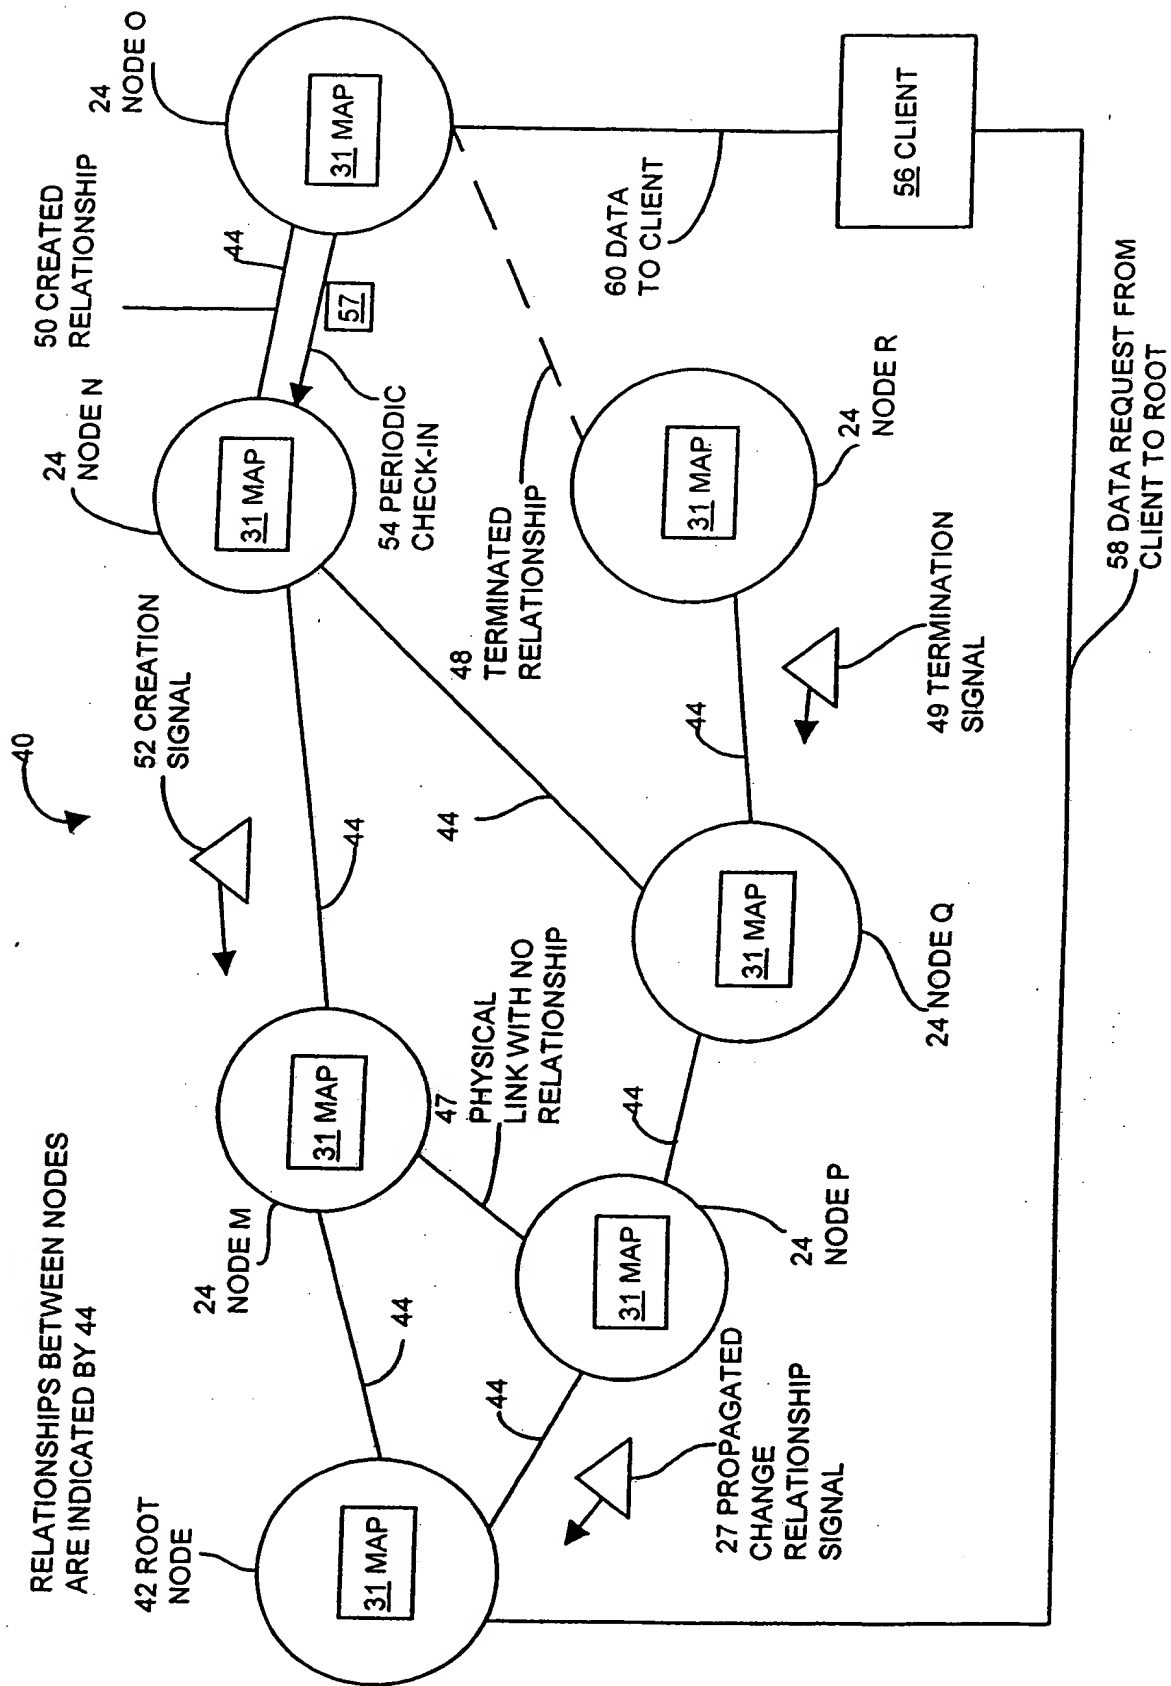 RELATIONSHIPS BETWEEN NODES
ARE INDICATED BY 44
40
42 ROOT
NODE
31 MAP
24
NODE M
31 MAP
44
52 CREATION
SIGNAL
44
24
NODE N
31 MAP
50 CREATED
RELATIONSHIP
44
24
NODE O
31 MAP
57
54 PERIODIC
CHECK-IN
47
PHYSICAL
LINK WITH NO
RELATIONSHIP
44
48
TERMINATED
RELATIONSHIP
44
31 MAP
24
NODE P
44
31 MAP
24 NODE Q
44
31 MAP
24
NODE R
60 DATA
TO CLIENT
56 CLIENT
27 PROPAGATED
CHANGE
RELATIONSHIP
SIGNAL
49 TERMINATION
SIGNAL
58 DATA REQUEST FROM
CLIENT TO ROOT